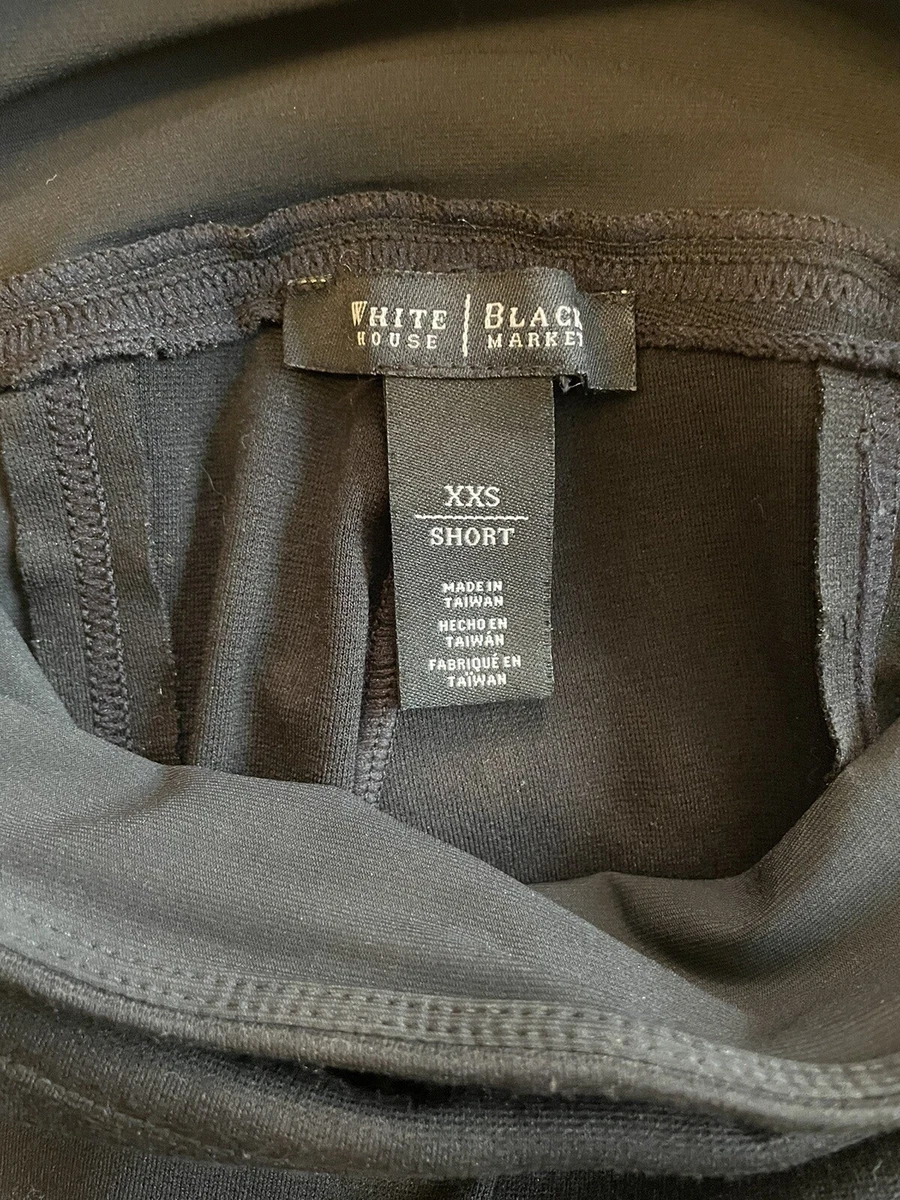 WHITE | BLACK
HOUSE | MARKET
XXS
SHORT
MADE IN
TAIWAN
HECHO EN
TAIWÁN
FABRIQUÉ EN
TAÏWAN